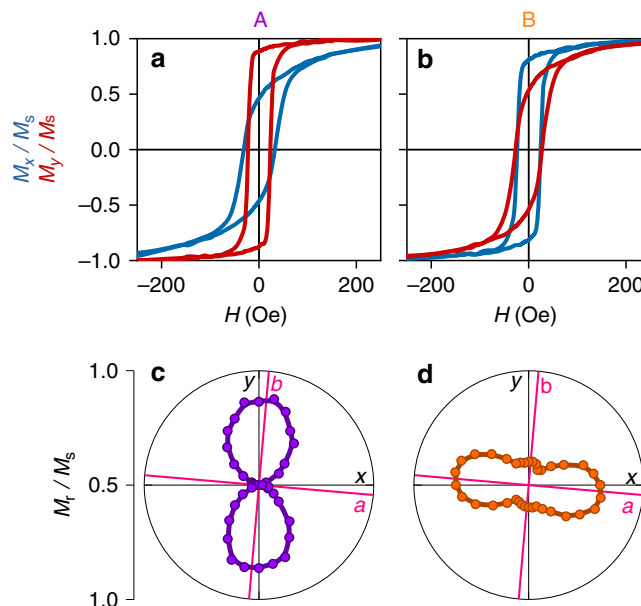 A B
a b
1.0
0.5
0.0
−0.5
−1.0
Mx / Ms
My / Ms
−200 0 200 −200 0 200
H (Oe) H (Oe)
c d
1.0
0.5
1.0
Mr / Ms
y b x a
y b x a